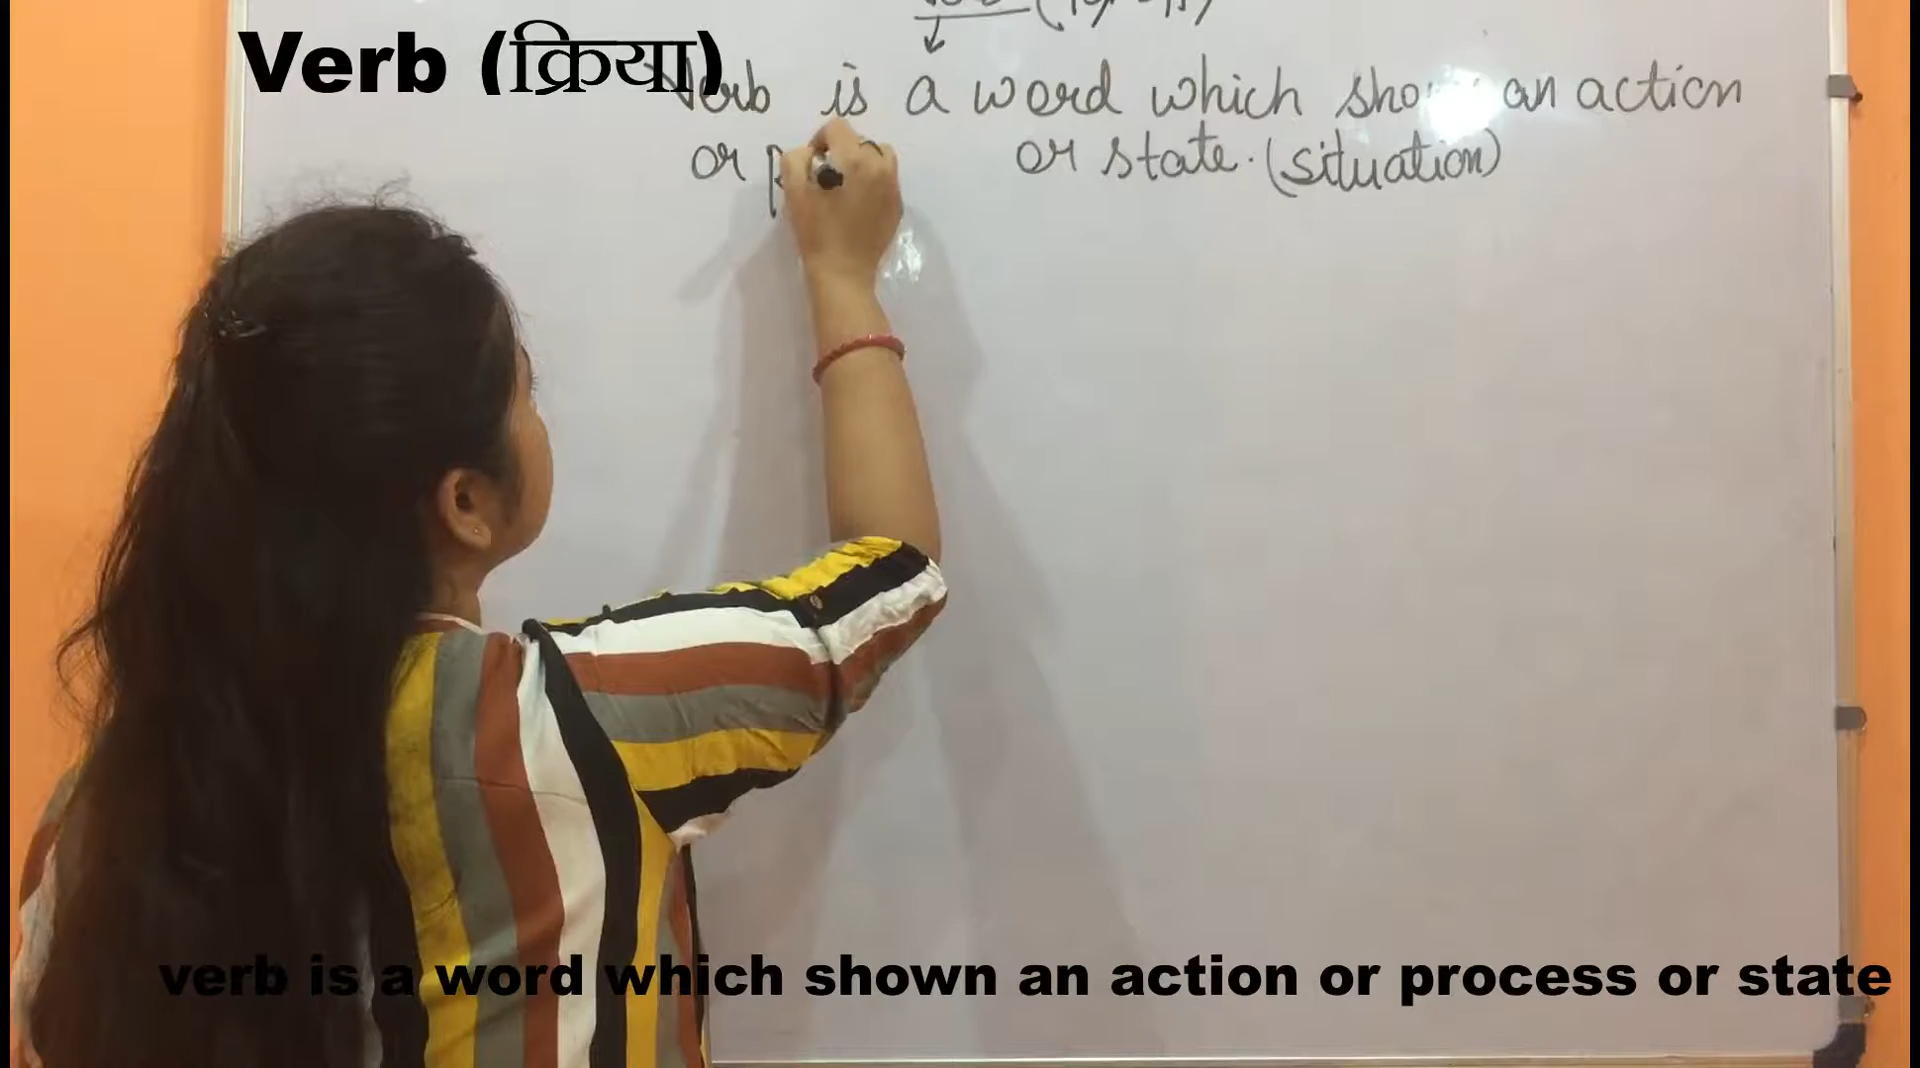 Verb (क्रिया)
Verb is a word which an action
or or state. (situation)
verb is a word which shown an action or process or state